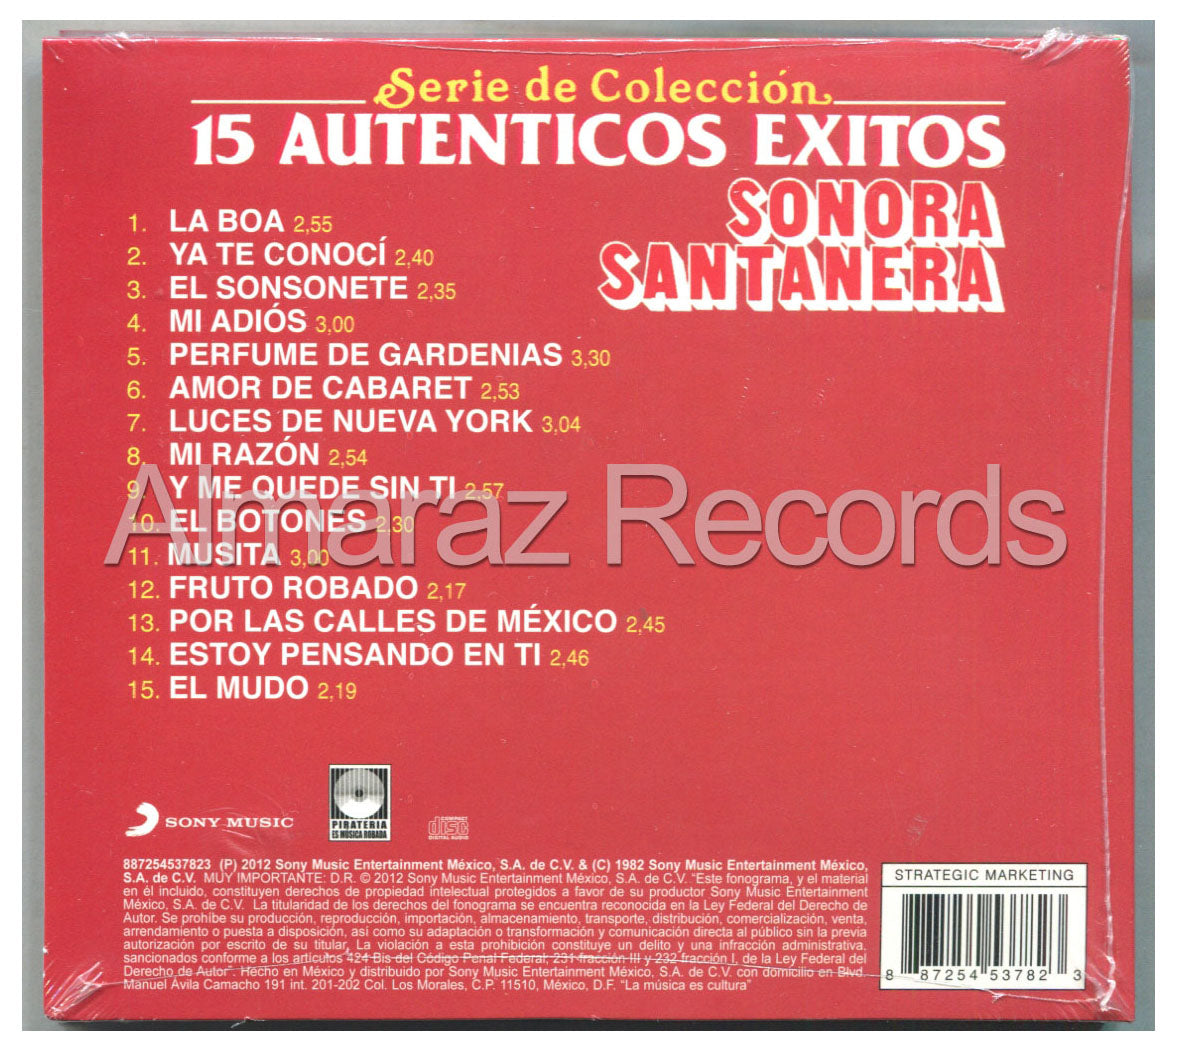 Serie de Colección
15 AUTENTICOS EXITOS
SONORA
SANTANERA
1. LA BOA 2,55
2. YA TE CONOCÍ 2,40
3. EL SONSONETE 2,35
4. MI ADIÓS 3,00
5. PERFUME DE GARDENIAS 3,30
6. AMOR DE CABARET 2,53
7. LUCES DE NUEVA YORK 3,04
8. MI RAZÓN 2,54
9. Y ME QUEDE SIN TI 2,57
10. EL BOTONES 2,30
11. MUSITA 3,00
12. FRUTO ROBADO 2,17
13. POR LAS CALLES DE MÉXICO 2,45
14. ESTOY PENSANDO EN TI 2,46
15. EL MUDO 2,19
Almaraz Records
SONY MUSIC
PIRATERIA
ES MÚSICA ROBADA
COMPACT
disc
DIGITAL AUDIO
887254537823 (P) 2012 Sony Music Entertainment México, S.A. de C.V. & (C) 1982 Sony Music Entertainment México,
S.A. de C.V. MUY IMPORTANTE: D.R. © 2012 Sony Music Entertainment México, S.A. de C.V. “Este fonograma, y el material
en él incluido, constituyen derechos de propiedad intelectual protegidos a favor de su productor Sony Music Entertainment
México, S.A. de C.V. La titularidad de los derechos del fonograma se encuentra reconocida en la Ley Federal del Derecho de
Autor. Se prohíbe su producción, reproducción, importación, almacenamiento, transporte, distribución, comercialización, venta,
arrendamiento o puesta a disposición, así como su adaptación o transformación y comunicación directa al público sin la previa
autorización por escrito de su titular. La violación a esta prohibición constituye un delito y una infracción administrativa.
sancionados conforme a los artículos 424 Bis del Código Penal Federal; 231 fracción III y 232 fracción I, de la Ley Federal del
Derecho de Autor”. Hecho en México y distribuido por Sony Music Entertainment México, S.A. de C.V. con domicilio en Blvd.
Manuel Ávila Camacho 191 int. 201-202 Col. Los Morales, C.P. 11510, México, D.F. “La música es cultura”
STRATEGIC MARKETING
8 87254 53782 3